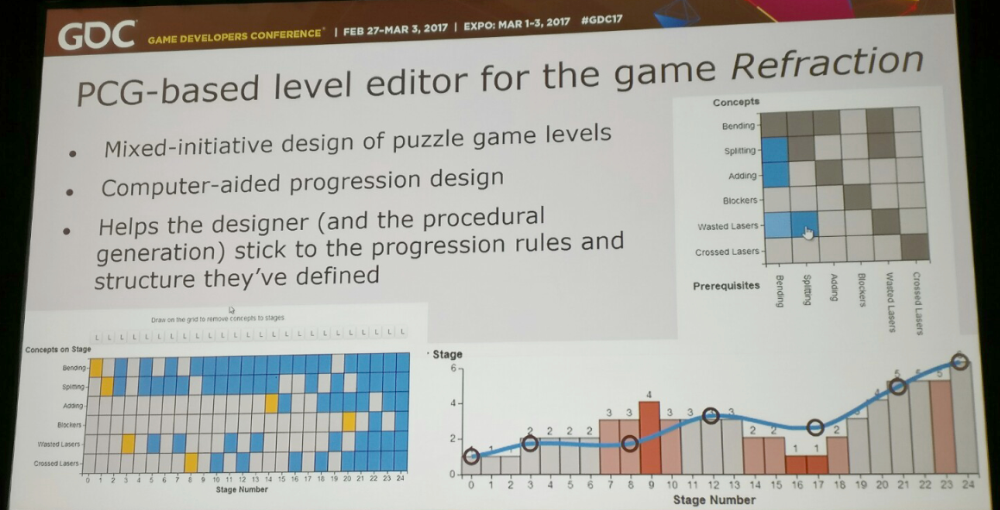 GDC GAME DEVELOPERS CONFERENCE® | FEB 27–MAR 3, 2017 | EXPO: MAR 1–3, 2017 #GDC17
PCG-based level editor for the game Refraction
• Mixed-initiative design of puzzle game levels
• Computer-aided progression design
• Helps the designer (and the procedural
generation) stick to the progression rules and
structure they've defined
Concepts
Bending
Splitting
Adding
Blockers
Wasted Lasers
Crossed Lasers
Prerequisites
Bending
Splitting
Adding
Blockers
Wasted Lasers
Crossed Lasers
Draw on the grid to remove concepts to stages
L L L L L L L L L L L L L L L L L L L L L L L L L
Concepts on Stage
Bending
Splitting
Adding
Blockers
Wasted Lasers
Crossed Lasers
0 1 2 3 4 5 6 7 8 9 10 11 12 13 14 15 16 17 18 19 20 21 22 23 24
Stage Number
Stage
6
4
2
0
1 2 2 2 2 3 3 4 3 3 3 2 2 1 1 2 3 4 5 5
0 1 2 3 4 5 6 7 8 9 10 11 12 13 14 15 16 17 18 19 20 21 22 23 24
Stage Number